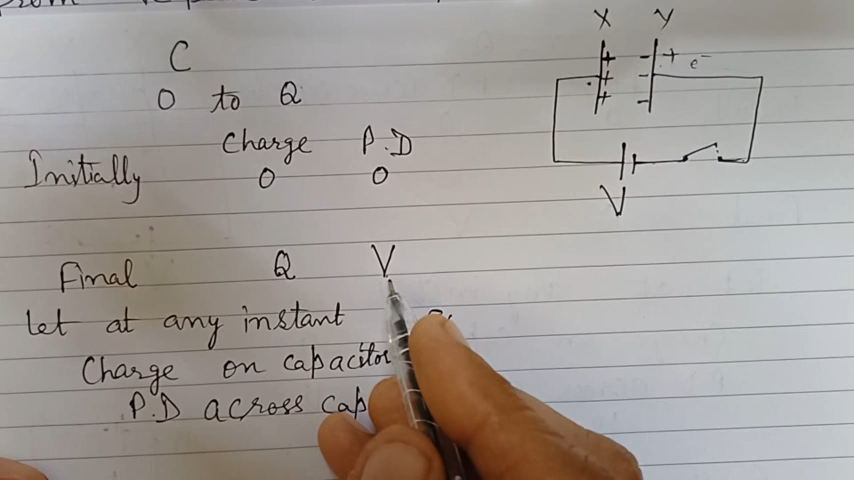 X Y
C
+ - +
e-
0 to Q
+ -
+ -
Charge P.D
Initially 0 0
V
Final Q V
Let at any instant
Charge on capacitor
P.D across cap